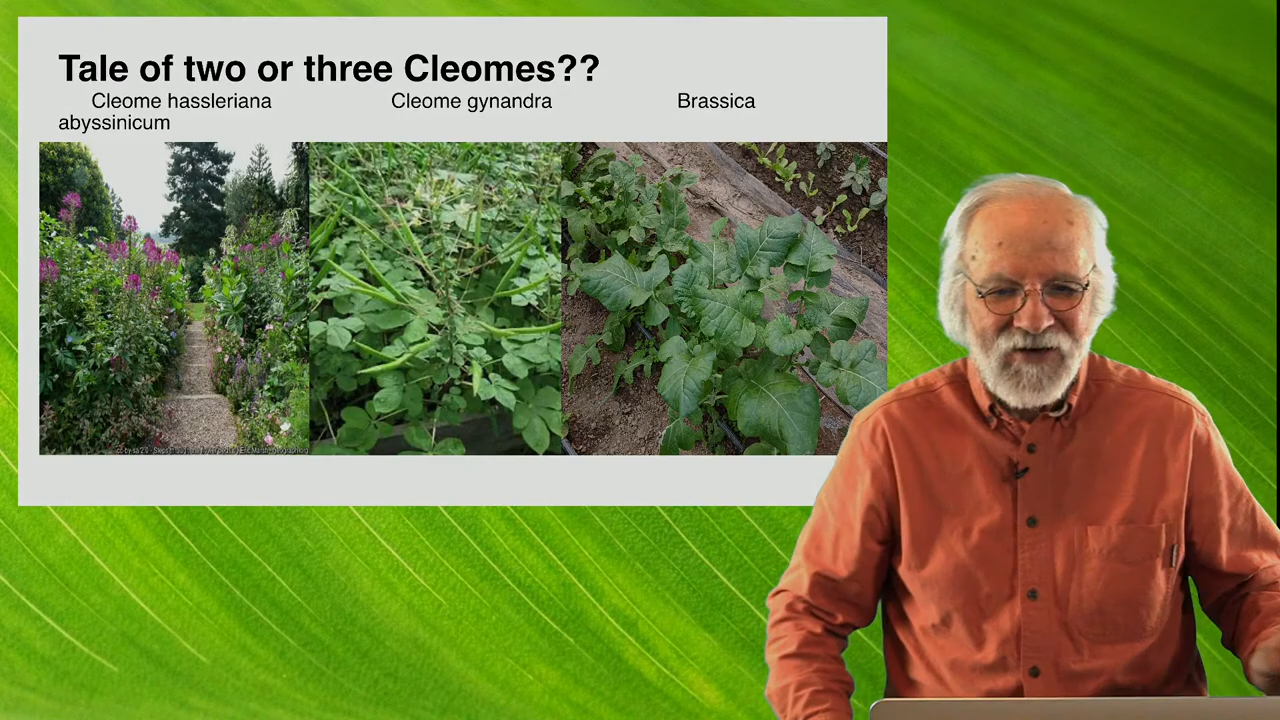 Tale of two or three Cleomes??
Cleome hassleriana Cleome gynandra Brassica
abyssinicum